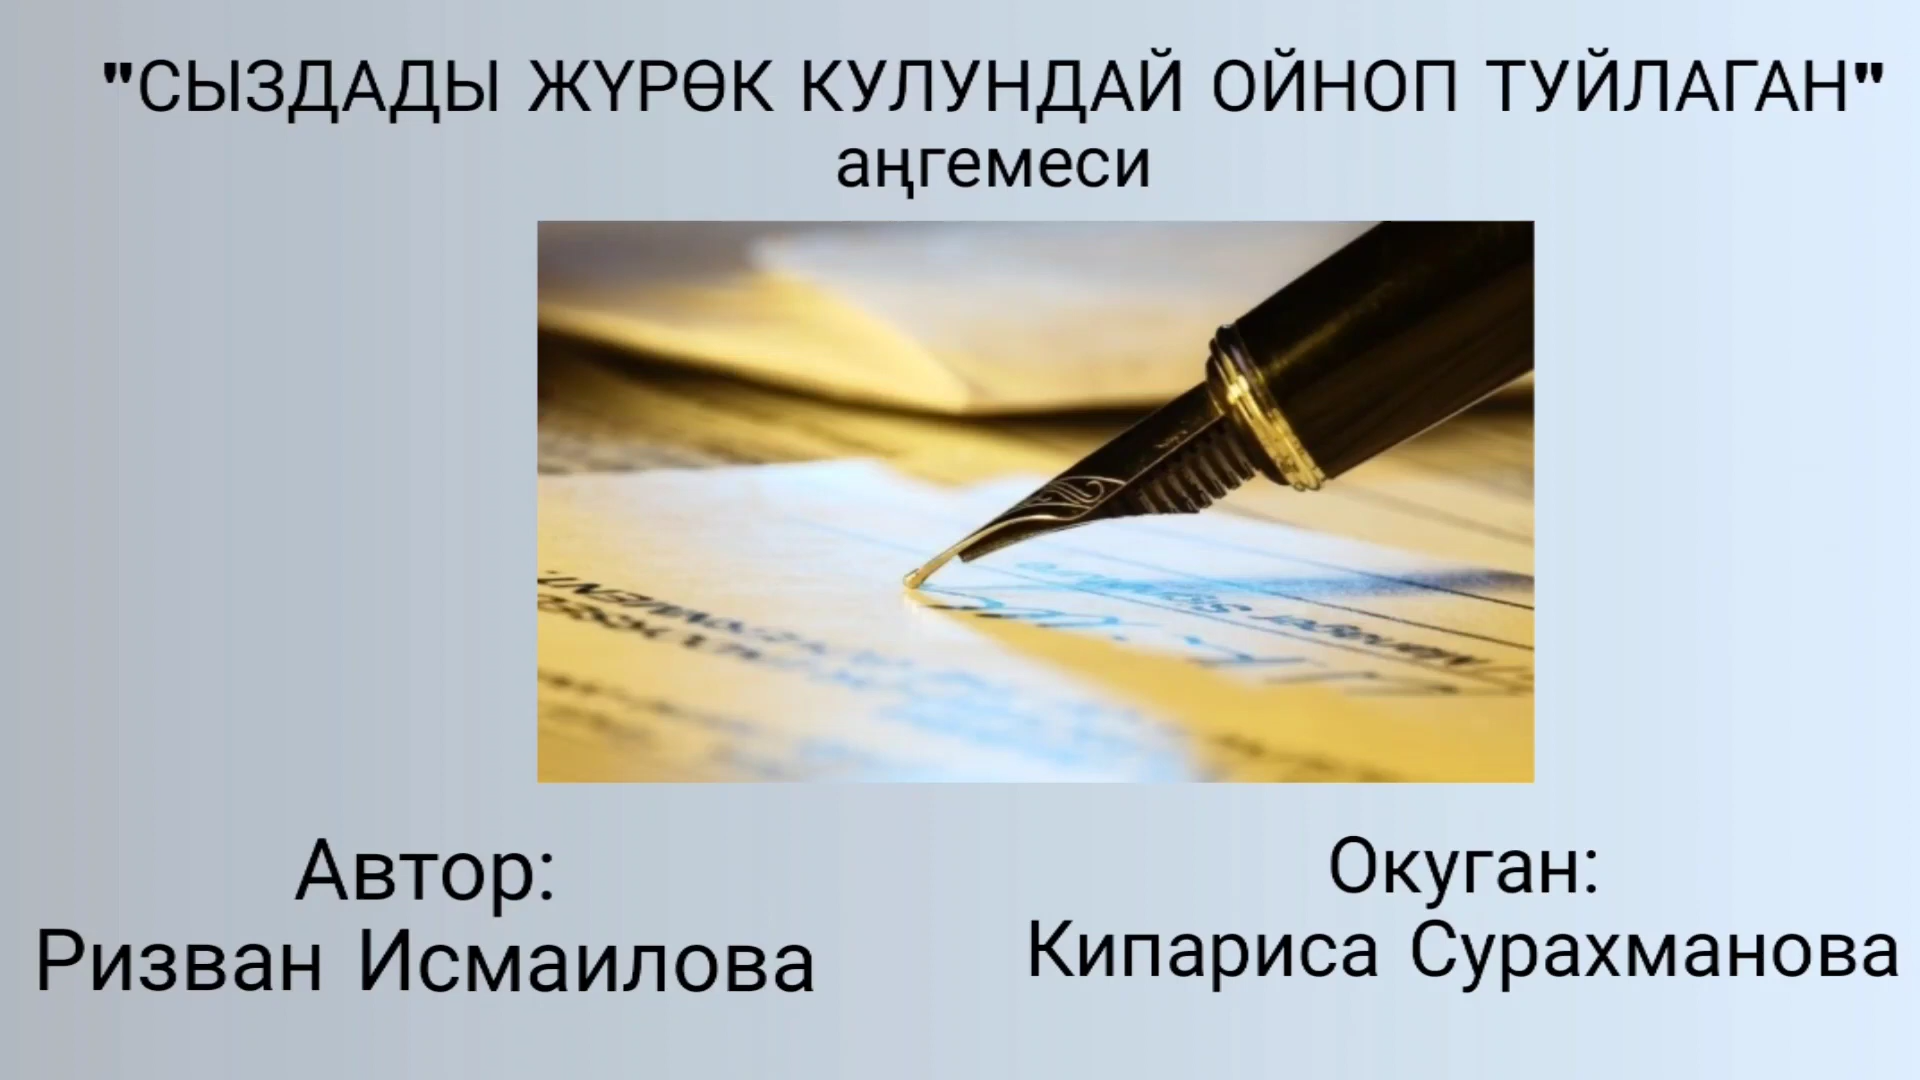 "СЫЗДАДЫ ЖҮРӨК КУЛУНДАЙ ОЙНОП ТУЙЛАГАН"
аңгемеси
Автор:
Ризван Исмаилова
Окуган:
Кипариса Сурахманова